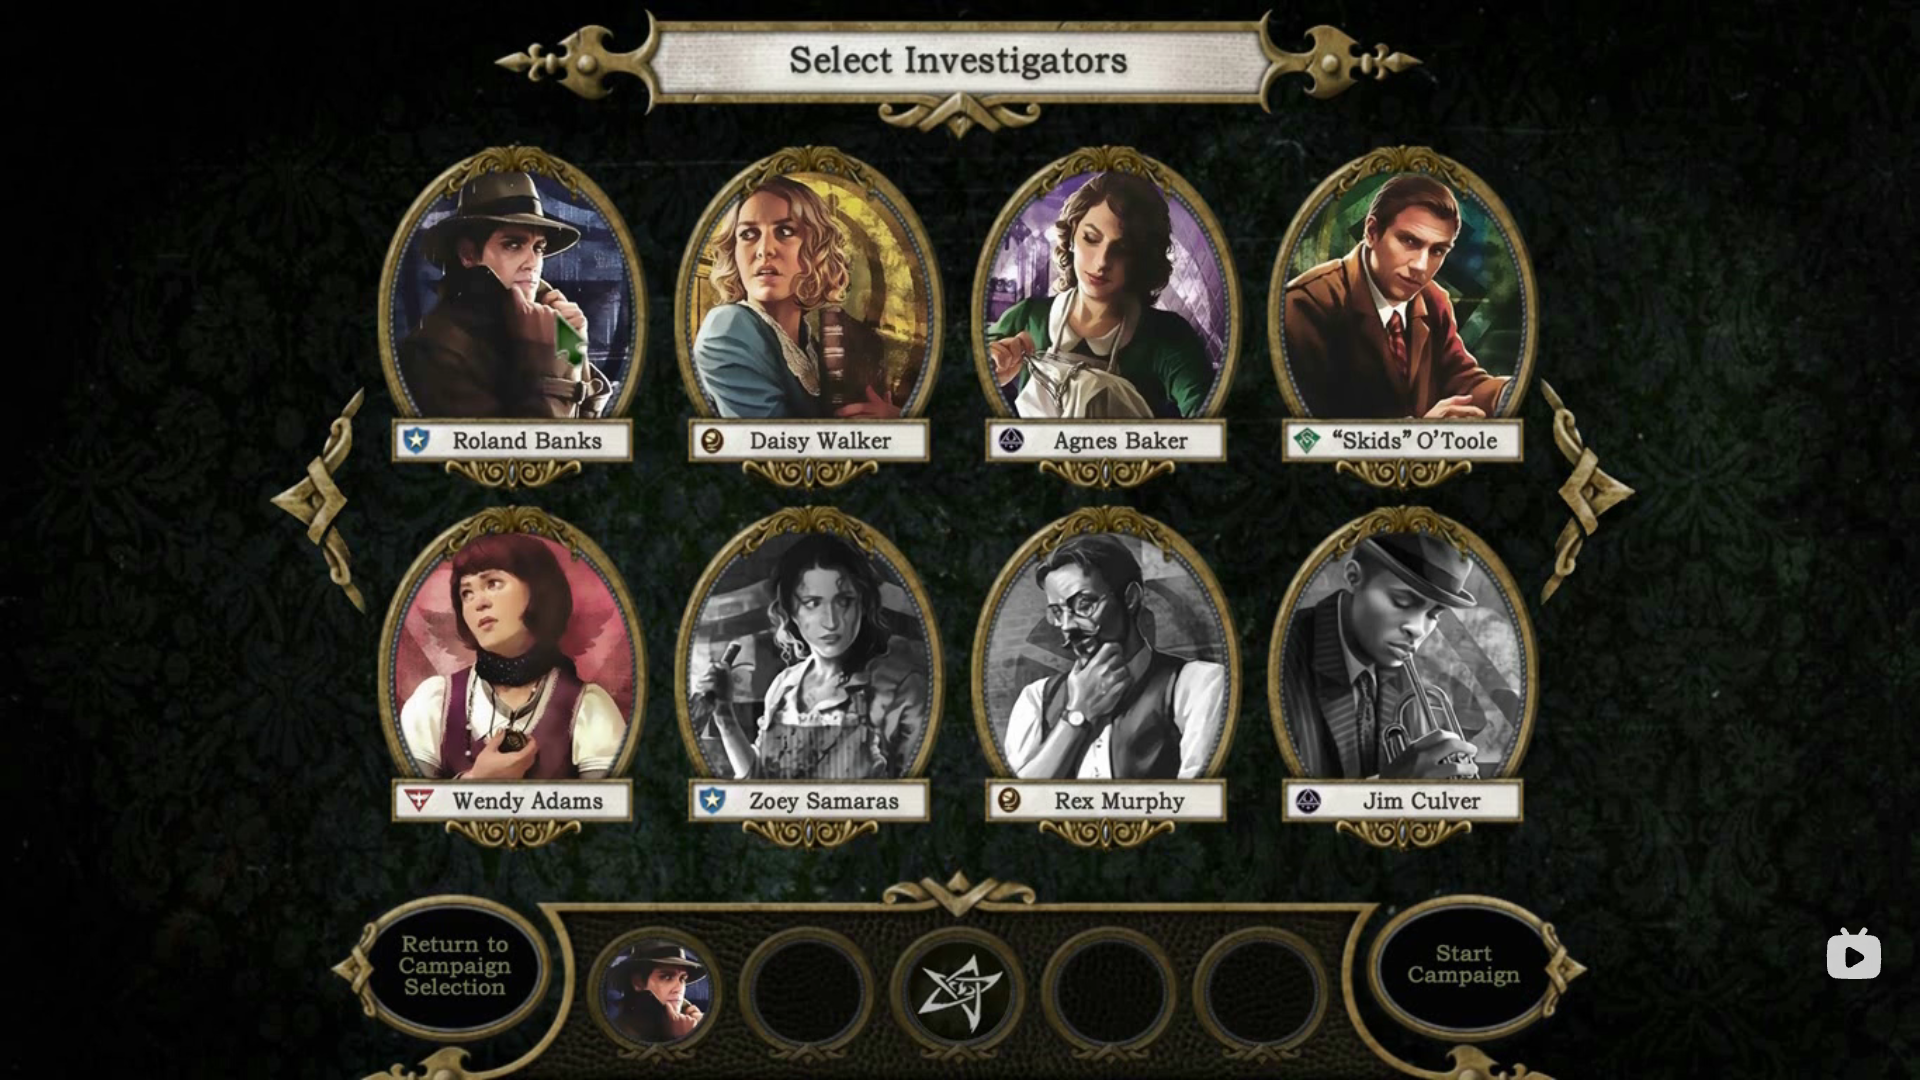 Select Investigators
Roland Banks
Daisy Walker
Agnes Baker
“Skids” O’Toole
Wendy Adams
Zoey Samaras
Rex Murphy
Jim Culver
Return to
Campaign
Selection
Start
Campaign